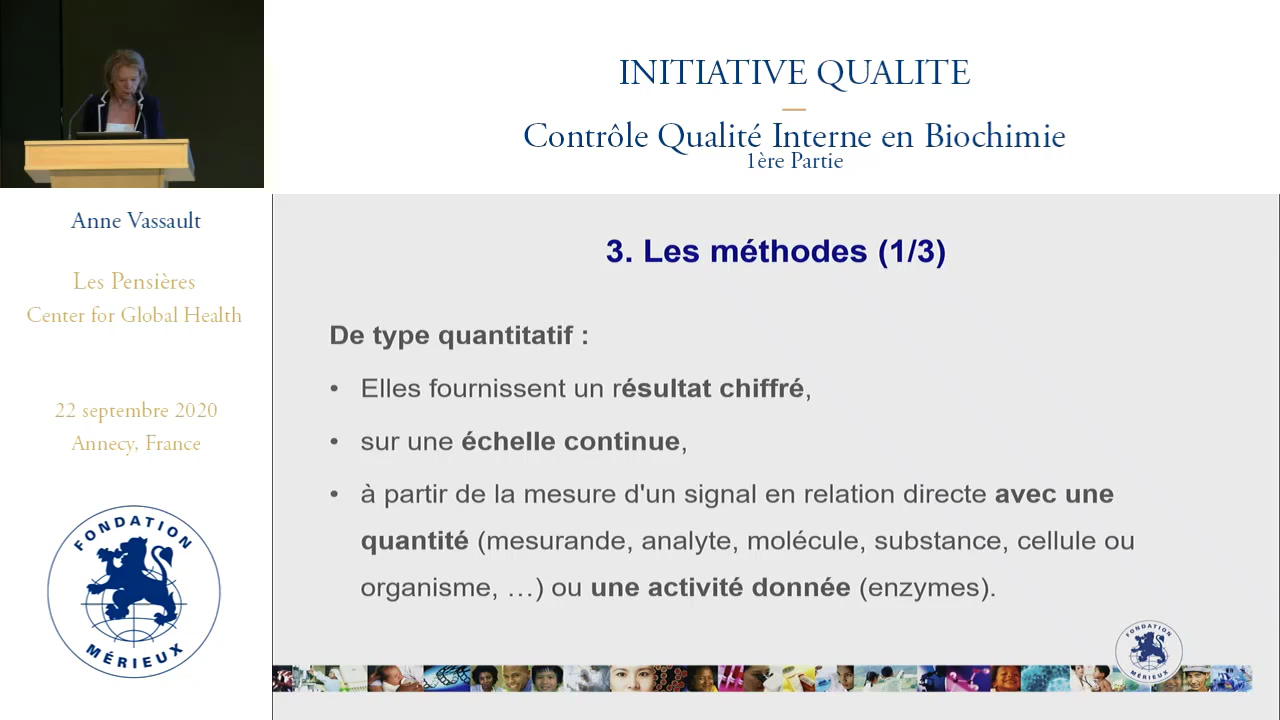 INITIATIVE QUALITE
Contrôle Qualité Interne en Biochimie
1ère Partie
Anne Vassault
Les Pensières
Center for Global Health
22 septembre 2020
Annecy, France
FONDATION
MÉRIEUX
3. Les méthodes (1/3)
De type quantitatif :
• Elles fournissent un résultat chiffré,
• sur une échelle continue,
• à partir de la mesure d'un signal en relation directe avec une
quantité (mesurande, analyte, molécule, substance, cellule ou
organisme, …) ou une activité donnée (enzymes).
FONDATION
MÉRIEUX